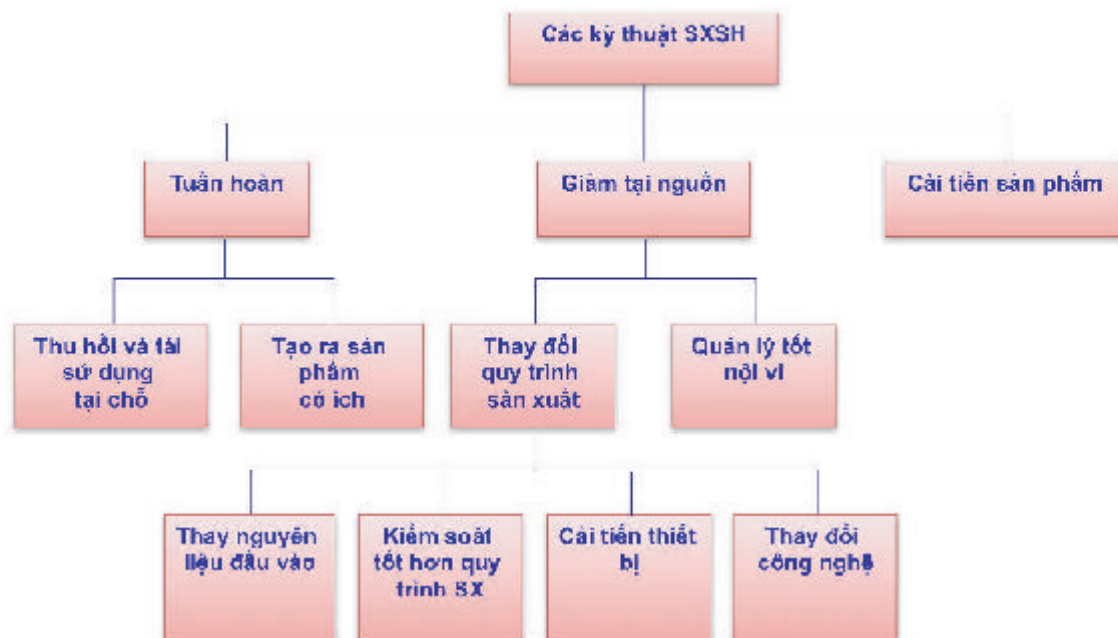 Các kỹ thuật SXSH
Tuần hoàn
Giảm tại nguồn
Cải tiến sản phẩm
Thu hồi và tái
sử dụng
tại chỗ
Tạo ra sản
phẩm
có ích
Thay đổi
quy trình
sản xuất
Quản lý tốt
nội vi
Thay nguyên
liệu đầu vào
Kiểm soát
tốt hơn quy
trình SX
Cải tiến thiết
bị
Thay đổi
công nghệ